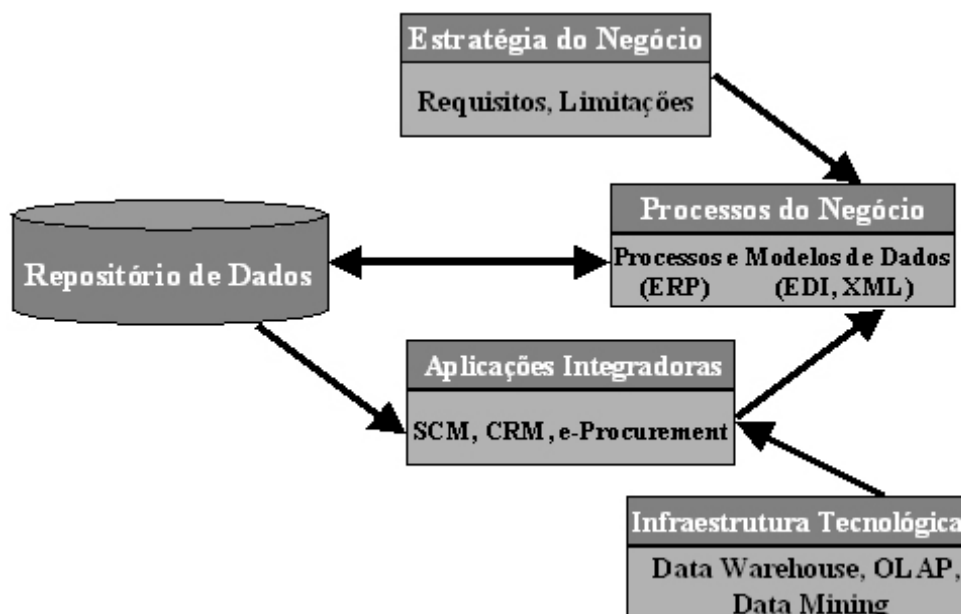 Estratégia do Negócio
Requisitos, Limitações
Processos do Negócio
Processos e Modelos de Dados
(ERP) (EDI, XML)
Repositório de Dados
Aplicações Integradoras
SCM, CRM, e-Procurement
Infraestrutura Tecnológica
Data Warehouse, OLAP,
Data Mining